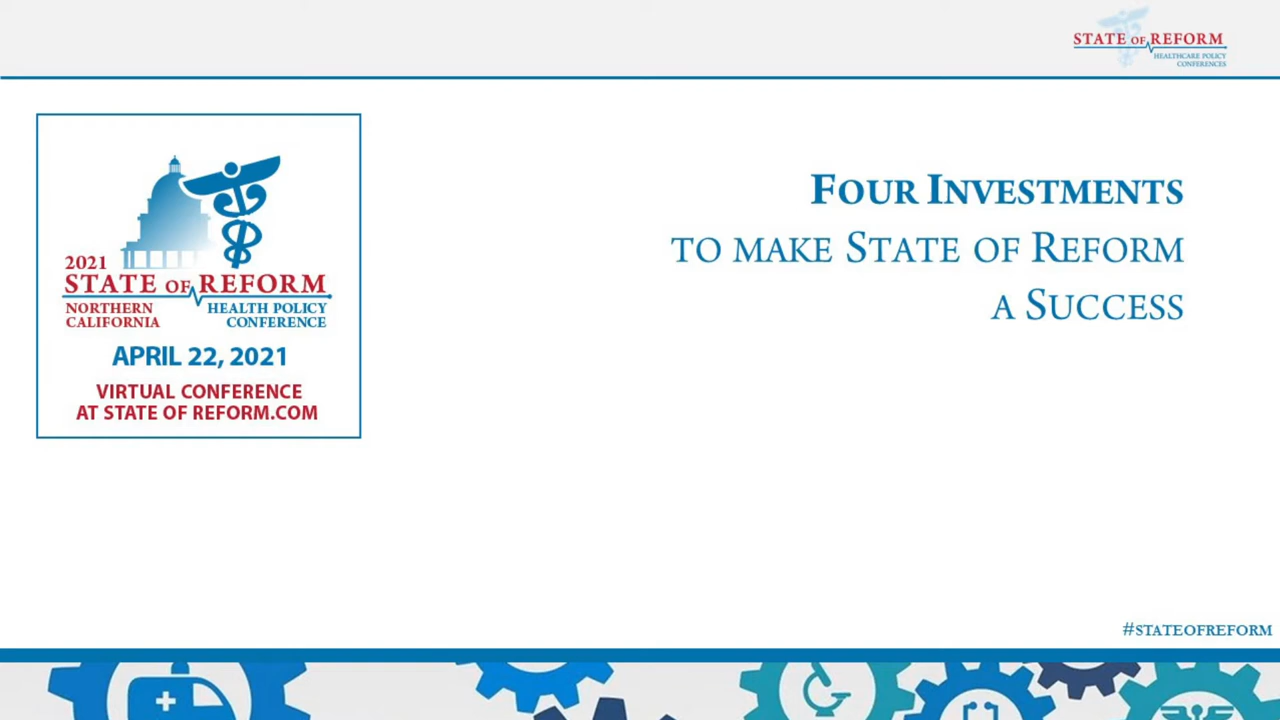 STATE OF REFORM
HEALTHCARE POLICY
CONFERENCES
FOUR INVESTMENTS
TO MAKE STATE OF REFORM
A SUCCESS
2021
STATE OF REFORM
NORTHERN CALIFORNIA
HEALTH POLICY CONFERENCE
APRIL 22, 2021
VIRTUAL CONFERENCE
AT STATE OF REFORM.COM
#STATEOFREFORM